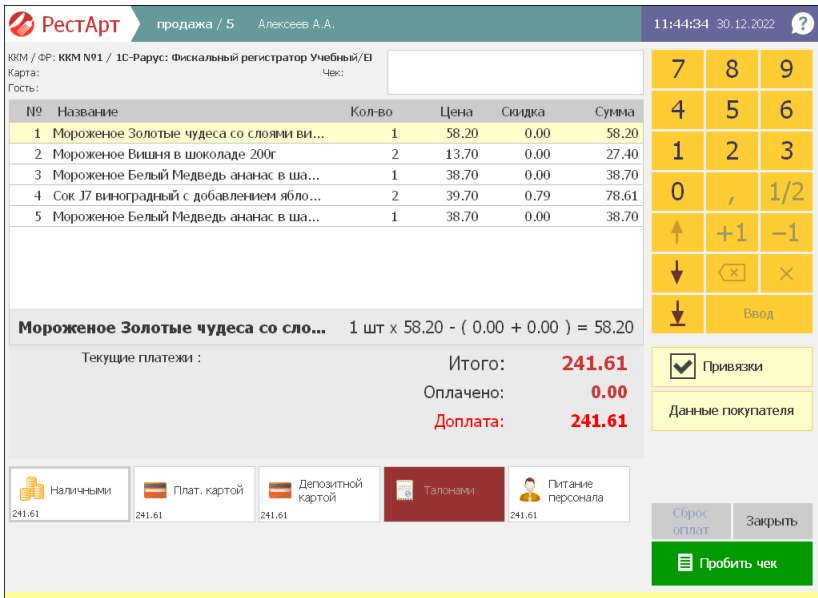 РестАрт продажа / 5 Алексеев А.А. 11:44:34 30.12.2022 ?
ККМ / ФР: ККМ №1 / 1С-Рарус: Фискальный регистратор Учебный/El
Карта: Чек:
Гость:
№ Название Кол-во Цена Скидка Сумма
1 Мороженое Золотые чудеса со слоями ви... 1 58.20 0.00 58.20
2 Мороженое Вишня в шоколаде 200г 2 13.70 0.00 27.40
3 Мороженое Белый Медведь ананас в ша... 1 38.70 0.00 38.70
4 Сок J7 виноградный с добавлением ябло... 2 39.70 0.79 78.61
5 Мороженое Белый Медведь ананас в ша... 1 38.70 0.00 38.70
Мороженое Золотые чудеса со сло... 1 шт x 58.20 - ( 0.00 + 0.00 ) = 58.20
Текущие платежи :
Итого: 241.61
Оплачено: 0.00
Доплата: 241.61
7 8 9
4 5 6
1 2 3
0 , 1/2
+1 −1
Ввод
Привязки
Данные покупателя
Наличными
241.61
Плат. картой
241.61
Депозитной
картой
241.61
Талонами
Питание
персонала
241.61
Сброс
оплат
Закрыть
Пробить чек